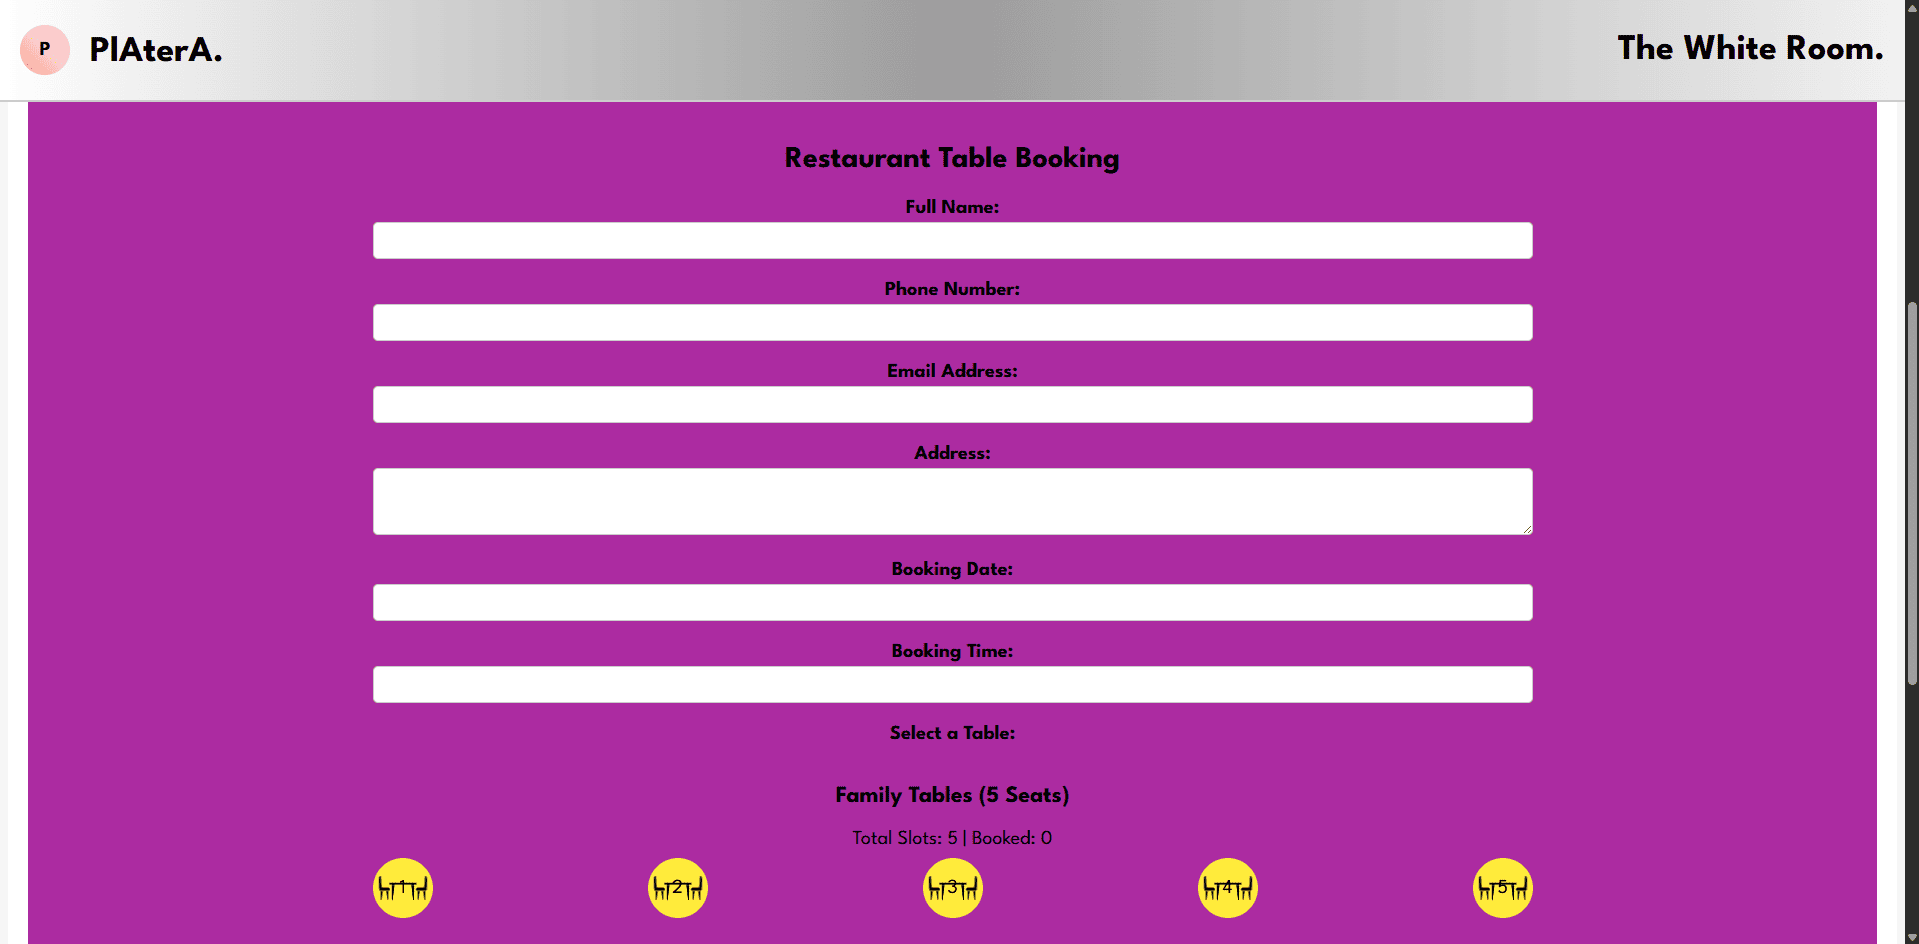 P
PlAterA.
The White Room.
Restaurant Table Booking
Full Name:
Phone Number:
Email Address:
Address:
Booking Date:
Booking Time:
Select a Table:
Family Tables (5 Seats)
Total Slots: 5 | Booked: 0
1 2 3 4 5